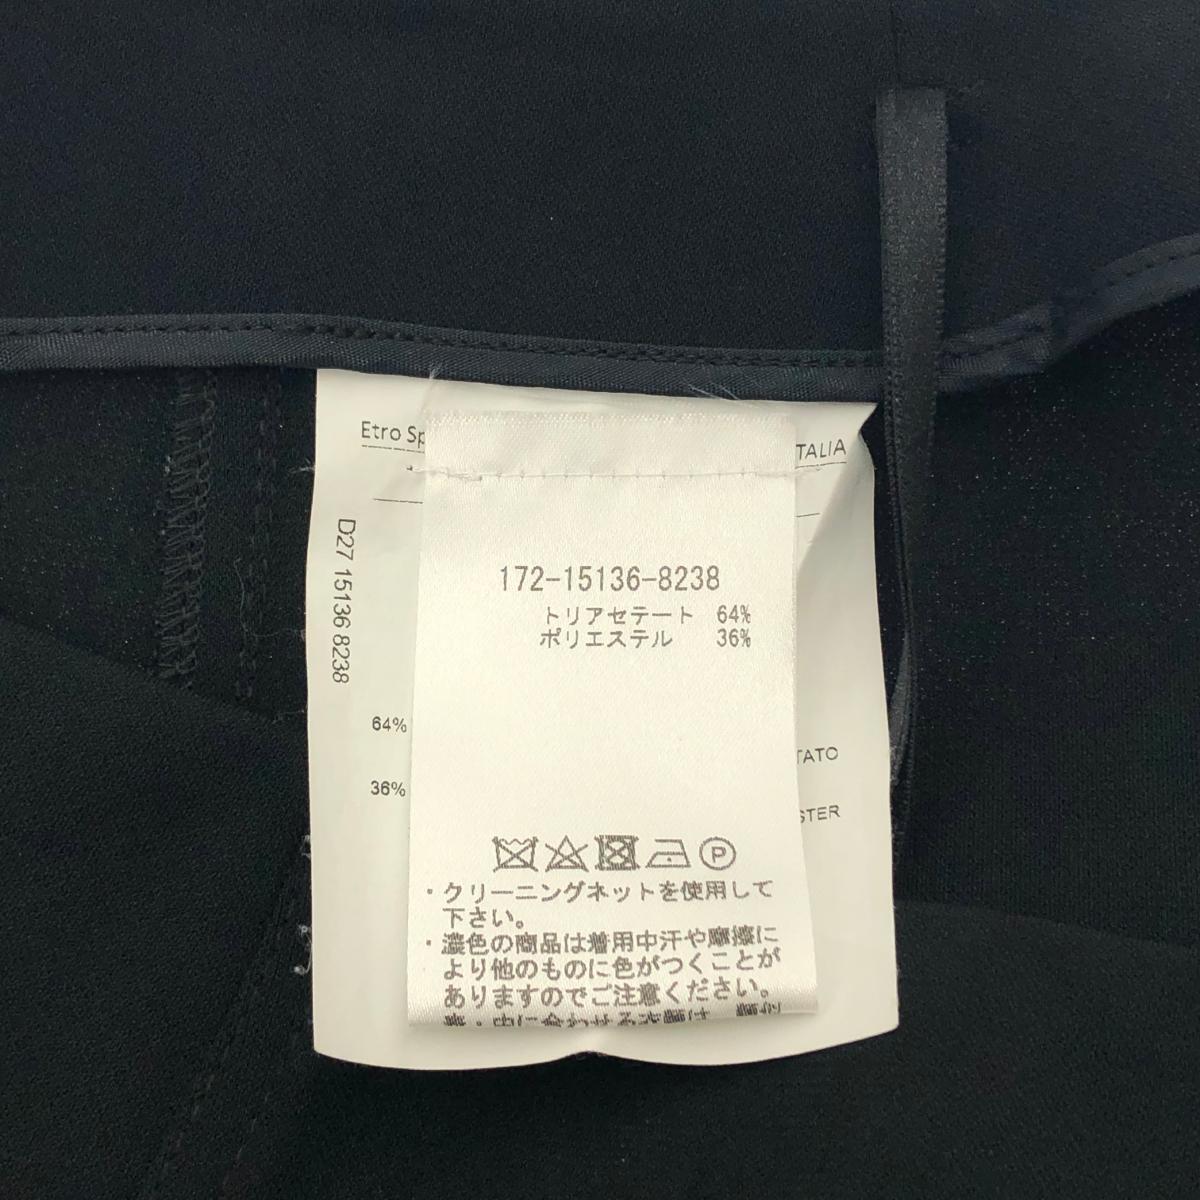 Etro
TALIA
D27 15136 8238
172-15136-8238
トリアセテート 64%
ポリエステル 36%
64%
TATO
36%
STER
P
・クリーニングネットを使用して
下さい。
・濃色の商品は着用中汗や摩擦に
より他のものに色がつくことが
ありますのでご注意ください。